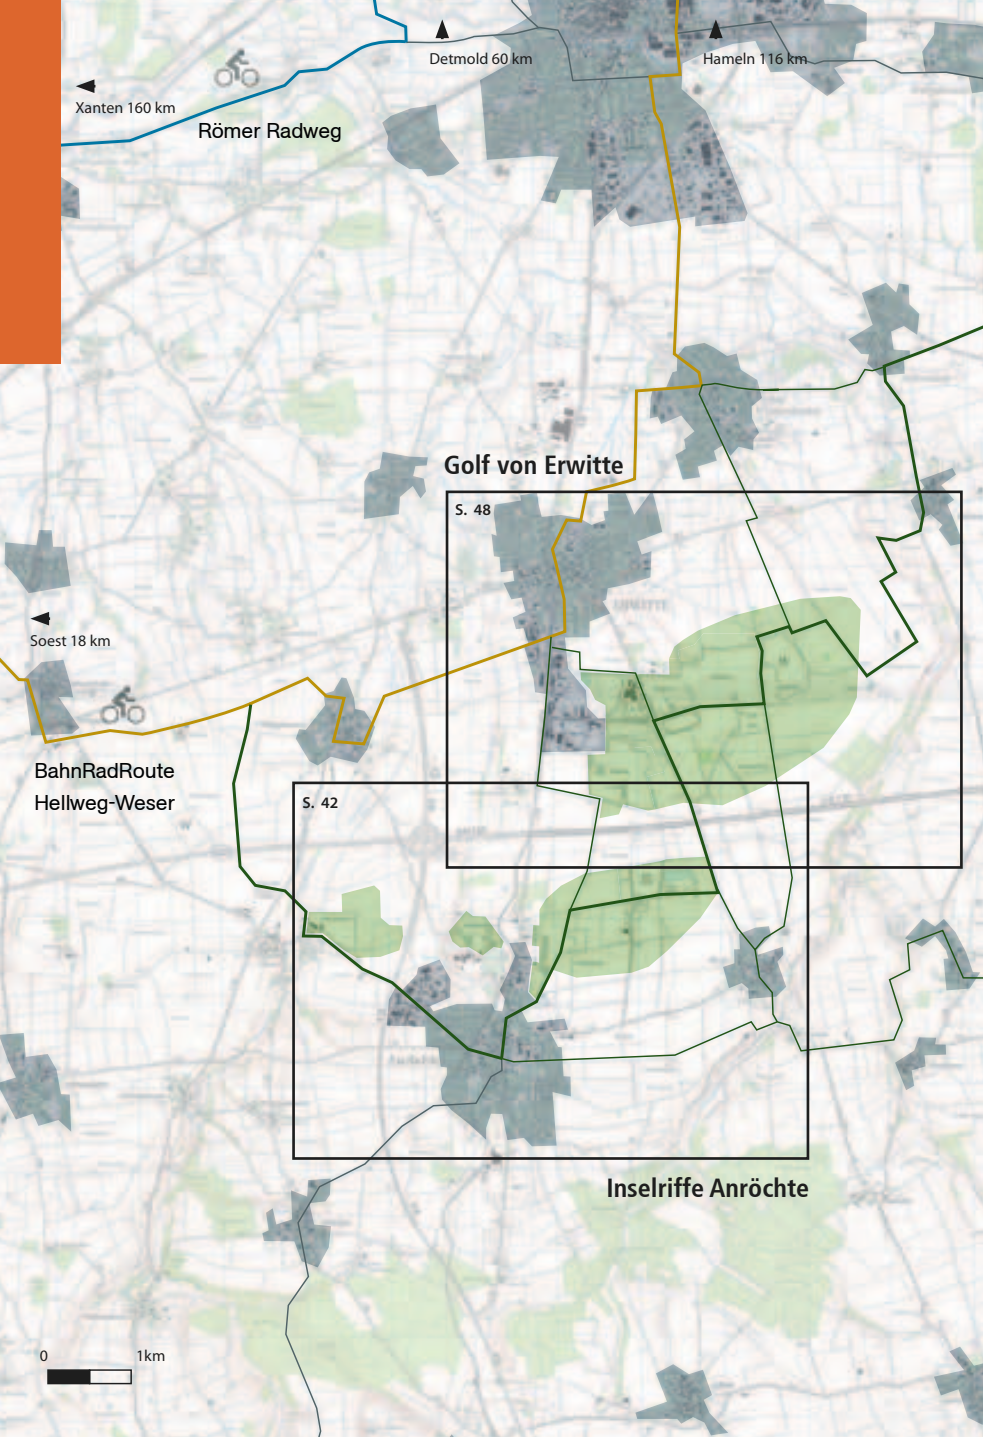 Detmold 60 km
Hameln 116 km
Xanten 160 km
Römer Radweg
Golf von Erwitte
S. 48
ERWITTE
Soest 18 km
BahnRadRoute
Hellweg-Weser
S. 42
Inselriffe Anröchte
0 1km